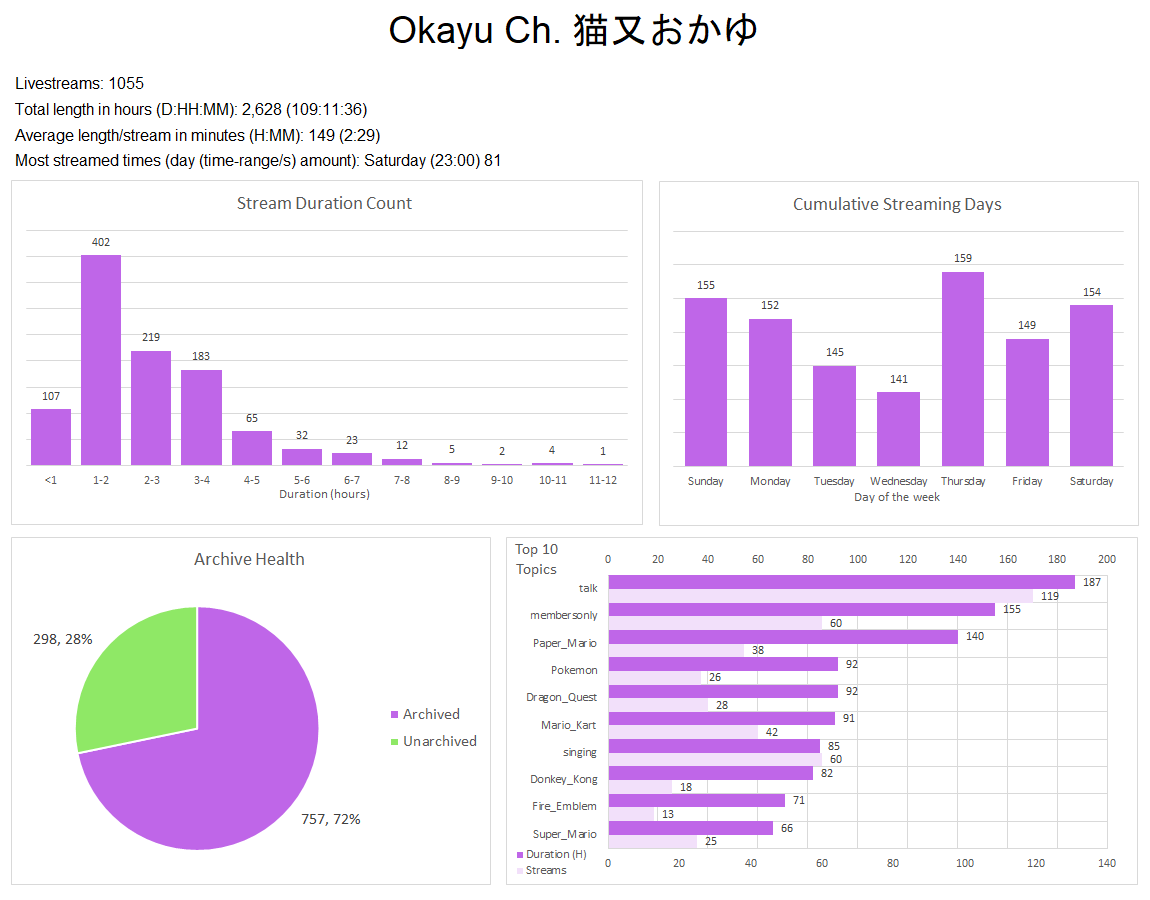 Okayu Ch. 猫又おかゆ
Livestreams: 1055
Total length in hours (D:HH:MM): 2,628 (109:11:36)
Average length/stream in minutes (H:MM): 149 (2:29)
Most streamed times (day (time-range/s) amount): Saturday (23:00) 81
Stream Duration Count
402
219
183
107
65
32
23
12
5
2
4
1
<1 1-2 2-3 3-4 4-5 5-6 6-7 7-8 8-9 9-10 10-11 11-12
Duration (hours)
Cumulative Streaming Days
155
152
145
141
159
149
154
Sunday Monday Tuesday Wednesday Thursday Friday Saturday
Day of the week
Archive Health
298, 28%
757, 72%
Archived
Unarchived
Top 10
Topics
0 20 40 60 80 100 120 140 160 180 200
talk 187
119
membersonly 155
60
Paper_Mario 140
38
Pokemon 92
26
Dragon_Quest 92
28
Mario_Kart 91
42
singing 85
60
Donkey_Kong 82
18
Fire_Emblem 71
13
Super_Mario 66
25
Duration (H)
Streams
0 20 40 60 80 100 120 140